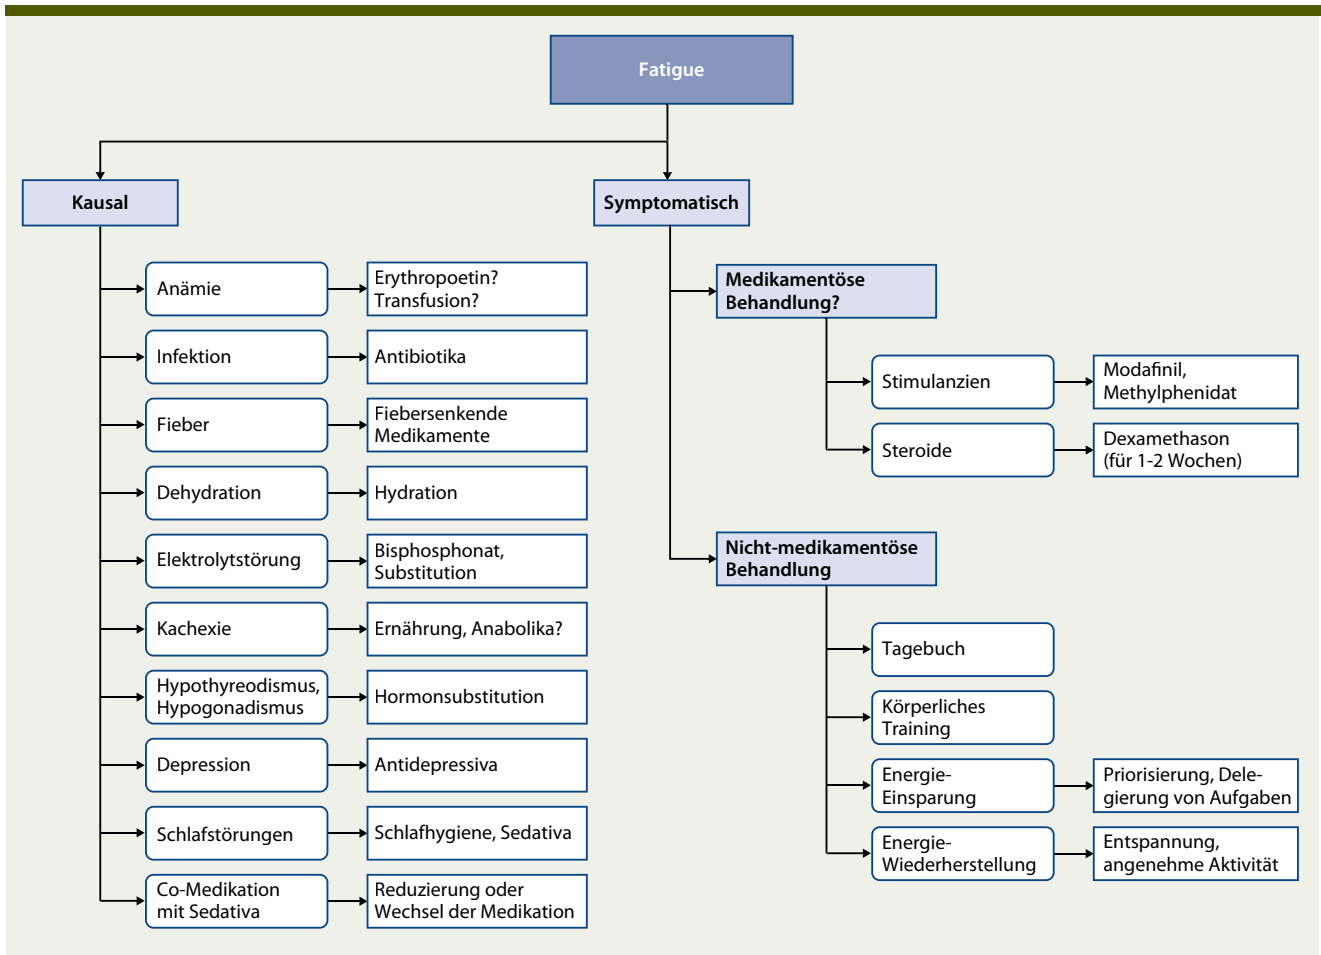 Fatigue
Kausal
Anämie
Erythropoetin?
Transfusion?
Infektion
Antibiotika
Fieber
Fiebersenkende
Medikamente
Dehydration
Hydration
Elektrolytstörung
Bisphosphonat,
Substitution
Kachexie
Ernährung, Anabolika?
Hypothyreodismus,
Hypogonadismus
Hormonsubstitution
Depression
Antidepressiva
Schlafstörungen
Schlafhygiene, Sedativa
Co-Medikation
mit Sedativa
Reduzierung oder
Wechsel der Medikation
Symptomatisch
Medikamentöse
Behandlung?
Stimulanzien
Modafinil,
Methylphenidat
Steroide
Dexamethason
(für 1-2 Wochen)
Nicht-medikamentöse
Behandlung
Tagebuch
Körperliches
Training
Energie-
Einsparung
Priorisierung, Dele-
gierung von Aufgaben
Energie-
Wiederherstellung
Entspannung,
angenehme Aktivität